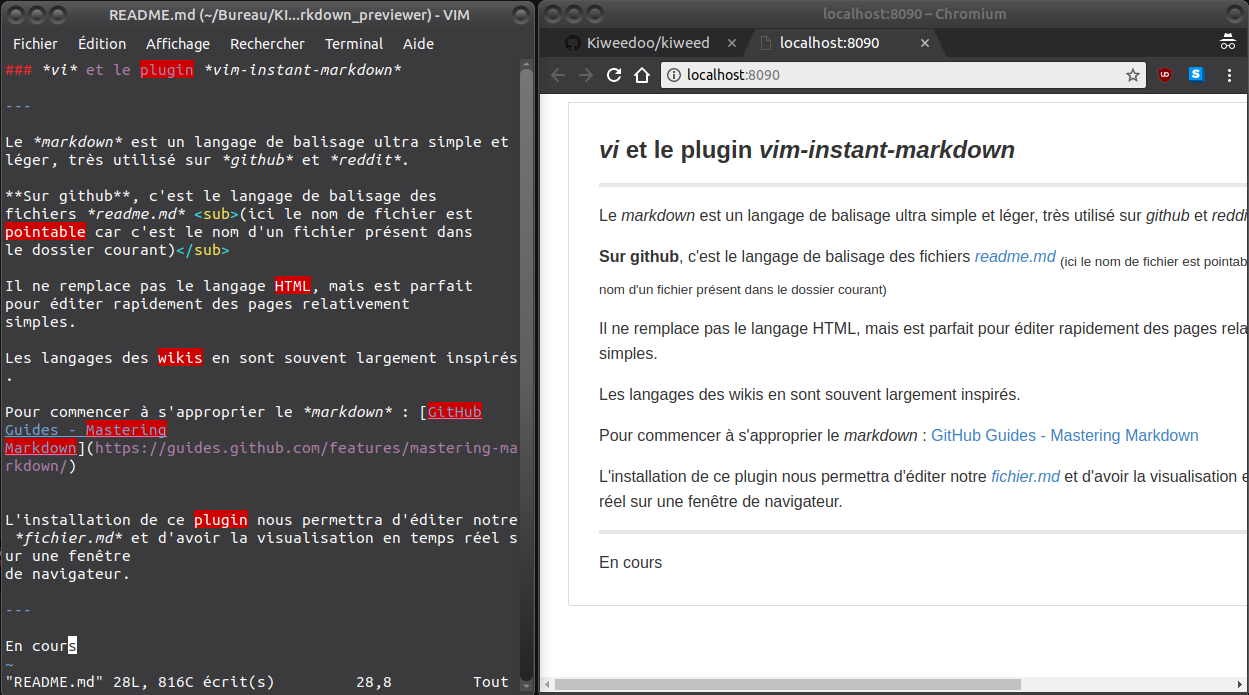 README.md (~/Bureau/KI...rkdown_previewer) - VIM
Fichier Édition Affichage Rechercher Terminal Aide
### *vi* et le plugin *vim-instant-markdown*
---
Le *markdown* est un langage de balisage ultra simple et
léger, très utilisé sur *github* et *reddit*.
**Sur github**, c'est le langage de balisage des
fichiers *readme.md* <sub>(ici le nom de fichier est
pointable car c'est le nom d'un fichier présent dans
le dossier courant)</sub>
Il ne remplace pas le langage HTML, mais est parfait
pour éditer rapidement des pages relativement
simples.
Les langages des wikis en sont souvent largement inspirés
.
Pour commencer à s'approprier le *markdown* : [GitHub
Guides - Mastering
Markdown](https://guides.github.com/features/mastering-ma
rkdown/)
L'installation de ce plugin nous permettra d'éditer notre
*fichier.md* et d'avoir la visualisation en temps réel s
ur une fenêtre
de navigateur.
---
En cours
~
"README.md" 28L, 816C écrit(s) 28,8 Tout
localhost:8090 – Chromium
Kiweedoo/kiweed × localhost:8090 ×
localhost:8090
vi et le plugin vim-instant-markdown
Le markdown est un langage de balisage ultra simple et léger, très utilisé sur github et reddi
Sur github, c'est le langage de balisage des fichiers readme.md (ici le nom de fichier est pointab
nom d'un fichier présent dans le dossier courant)
Il ne remplace pas le langage HTML, mais est parfait pour éditer rapidement des pages rela
simples.
Les langages des wikis en sont souvent largement inspirés.
Pour commencer à s'approprier le markdown : GitHub Guides - Mastering Markdown
L'installation de ce plugin nous permettra d'éditer notre fichier.md et d'avoir la visualisation e
réel sur une fenêtre de navigateur.
En cours